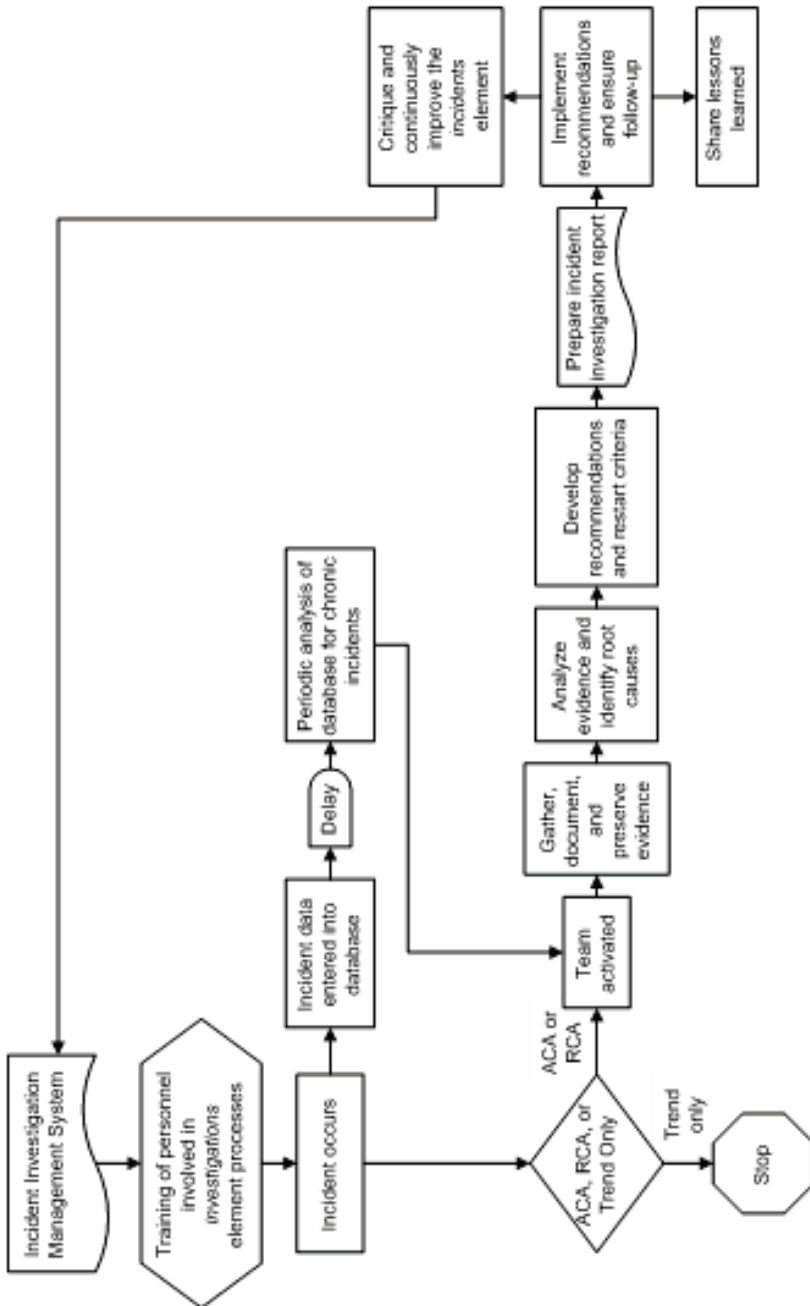 Incident Investigation
Management System
Training of personnel
involved in
investigations
element processes
Incident occurs
Incident data
entered into
database
Delay
Periodic analysis of
database for chronic
incidents
ACA, RCA, or
Trend Only
ACA or
RCA
Trend
only
Stop
Team
activated
Gather,
document,
and
preserve
evidence
Analyze
evidence and
identify root
causes
Develop
recommendations
and restart criteria
Prepare incident
investigation report
Implement
recommendations
and ensure
follow-up
Critique and
continuously
improve the
incidents
element
Share lessons
learned